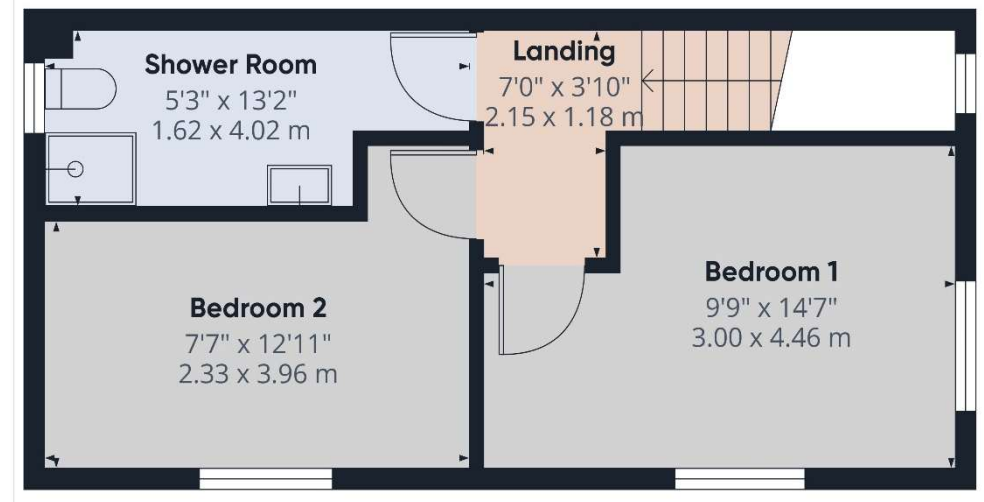 Shower Room
5'3" x 13'2"
1.62 x 4.02 m
Landing
7'0" x 3'10"
2.15 x 1.18 m
Bedroom 2
7'7" x 12'11"
2.33 x 3.96 m
Bedroom 1
9'9" x 14'7"
3.00 x 4.46 m